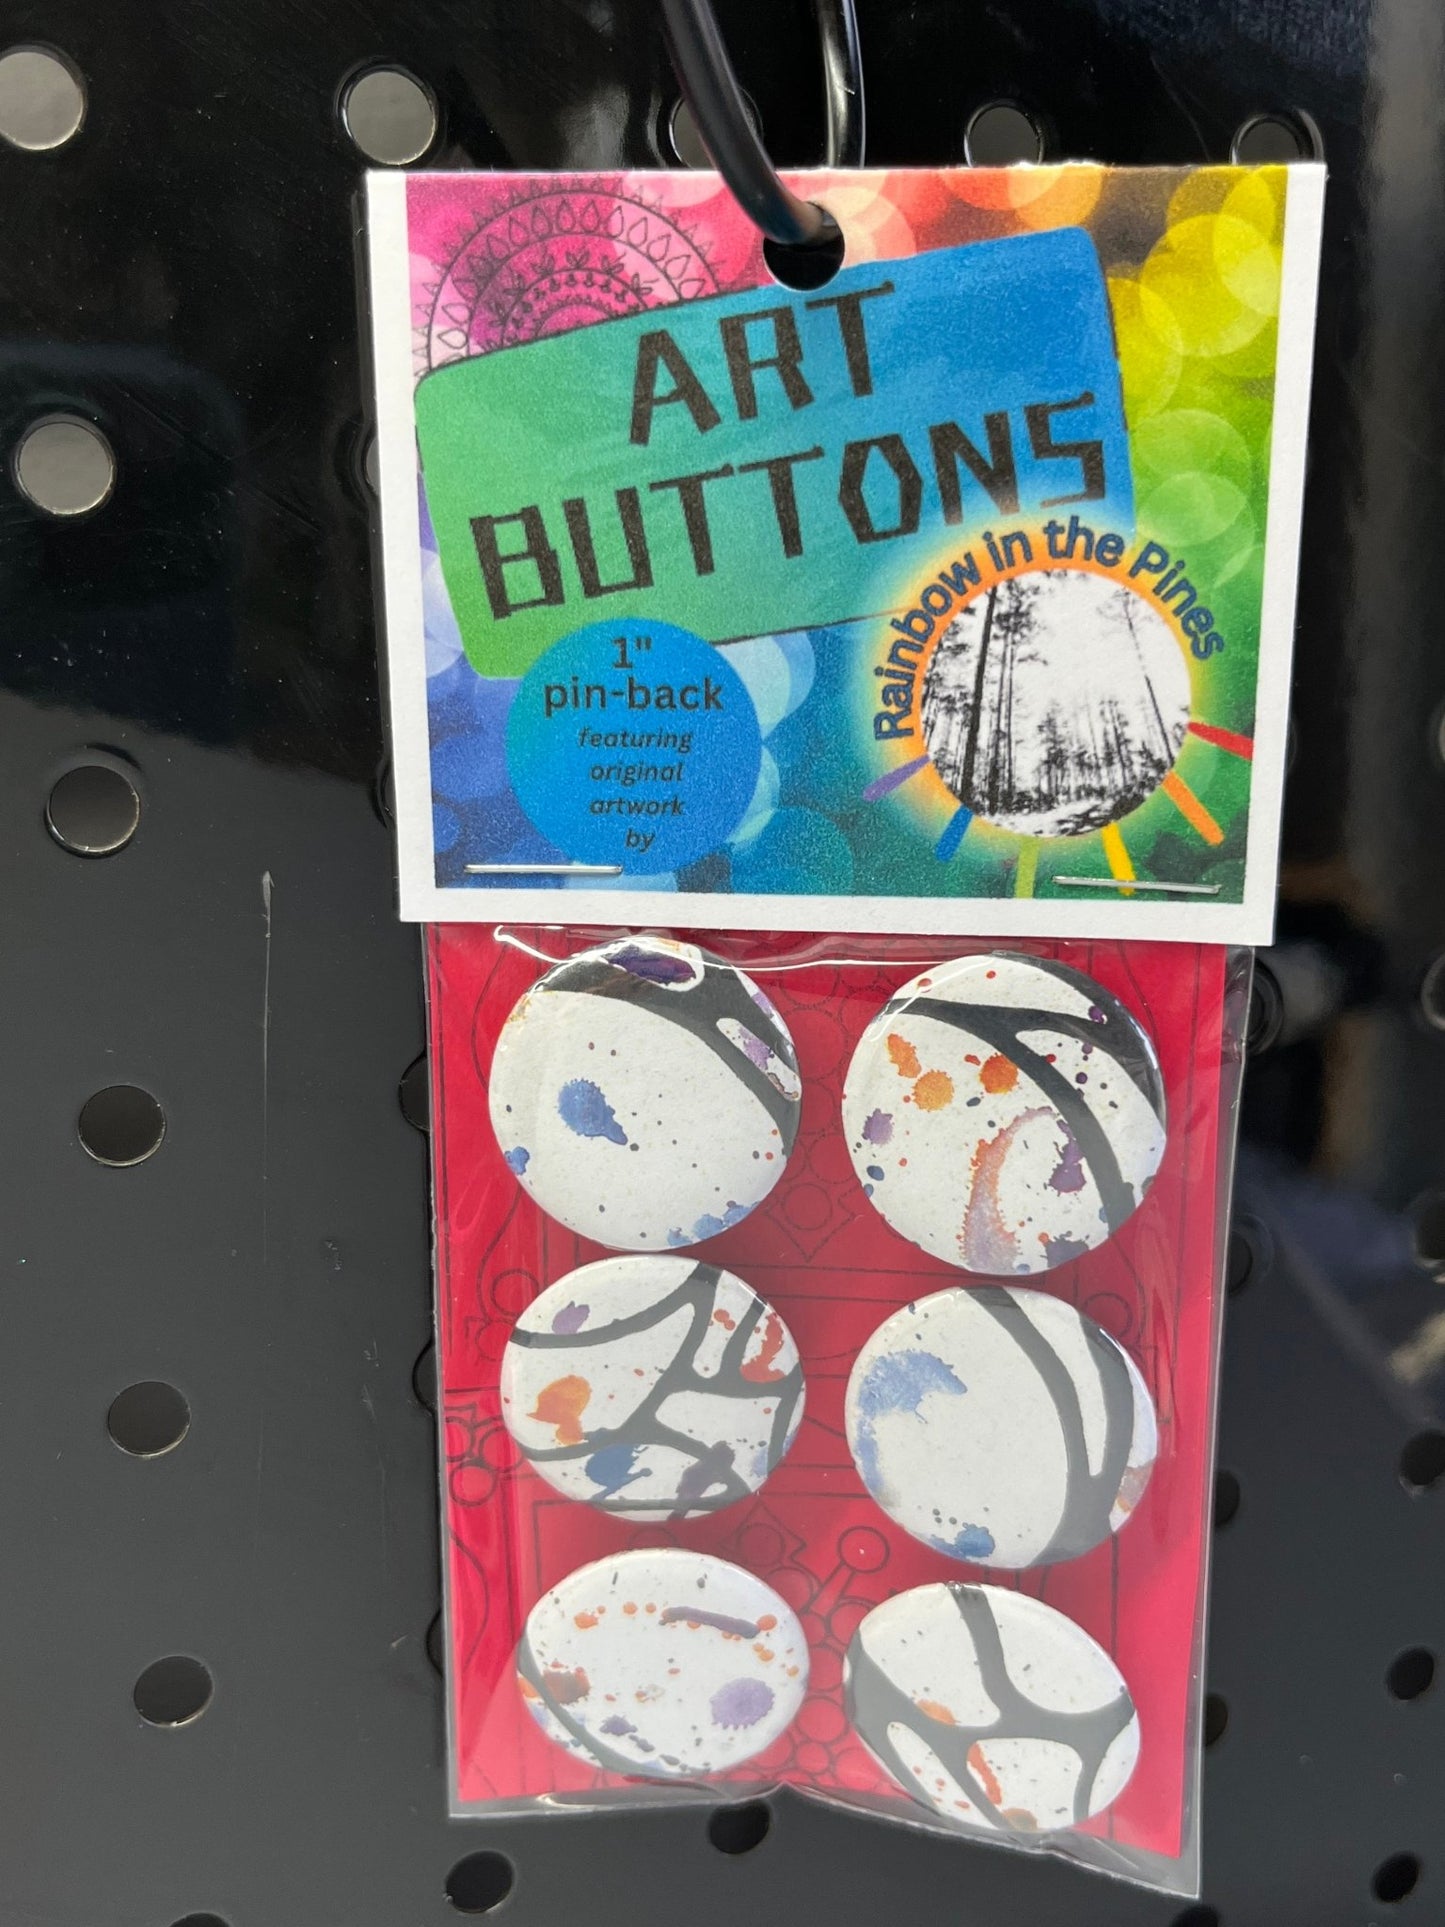 ART
BUTTONS
Rainbow in the Pines
1"
pin-back
featuring
original
artwork
by